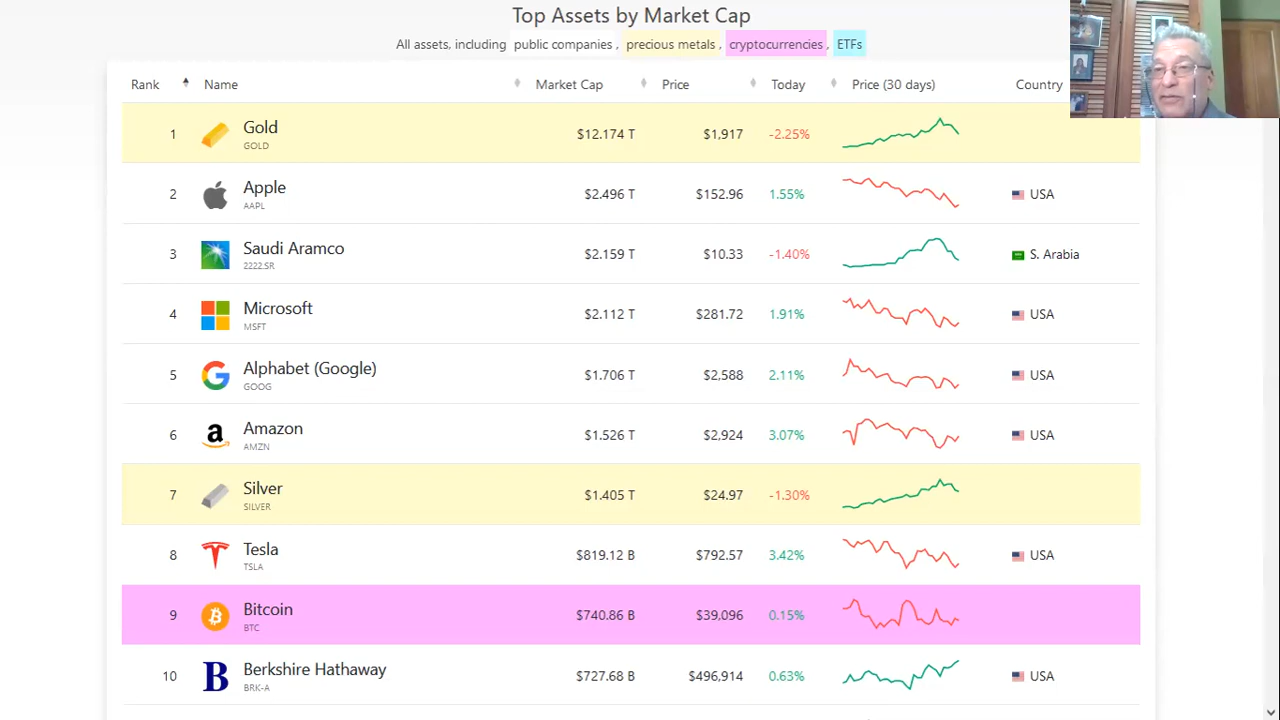 Top Assets by Market Cap
All assets, including public companies, precious metals, cryptocurrencies, ETFs
Rank Name Market Cap Price Today Price (30 days) Country
1 Gold $12.174 T $1,917 -2.25%
GOLD
2 Apple $2.496 T $152.96 1.55% USA
AAPL
3 Saudi Aramco $2.159 T $10.33 -1.40% S. Arabia
2222.SR
4 Microsoft $2.112 T $281.72 1.91% USA
MSFT
5 Alphabet (Google) $1.706 T $2,588 2.11% USA
GOOG
6 Amazon $1.526 T $2,924 3.07% USA
AMZN
7 Silver $1.405 T $24.97 -1.30%
SILVER
8 Tesla $819.12 B $792.57 3.42% USA
TSLA
9 Bitcoin $740.86 B $39,096 0.15%
BTC
10 Berkshire Hathaway $727.68 B $496,914 0.63% USA
BRK-A